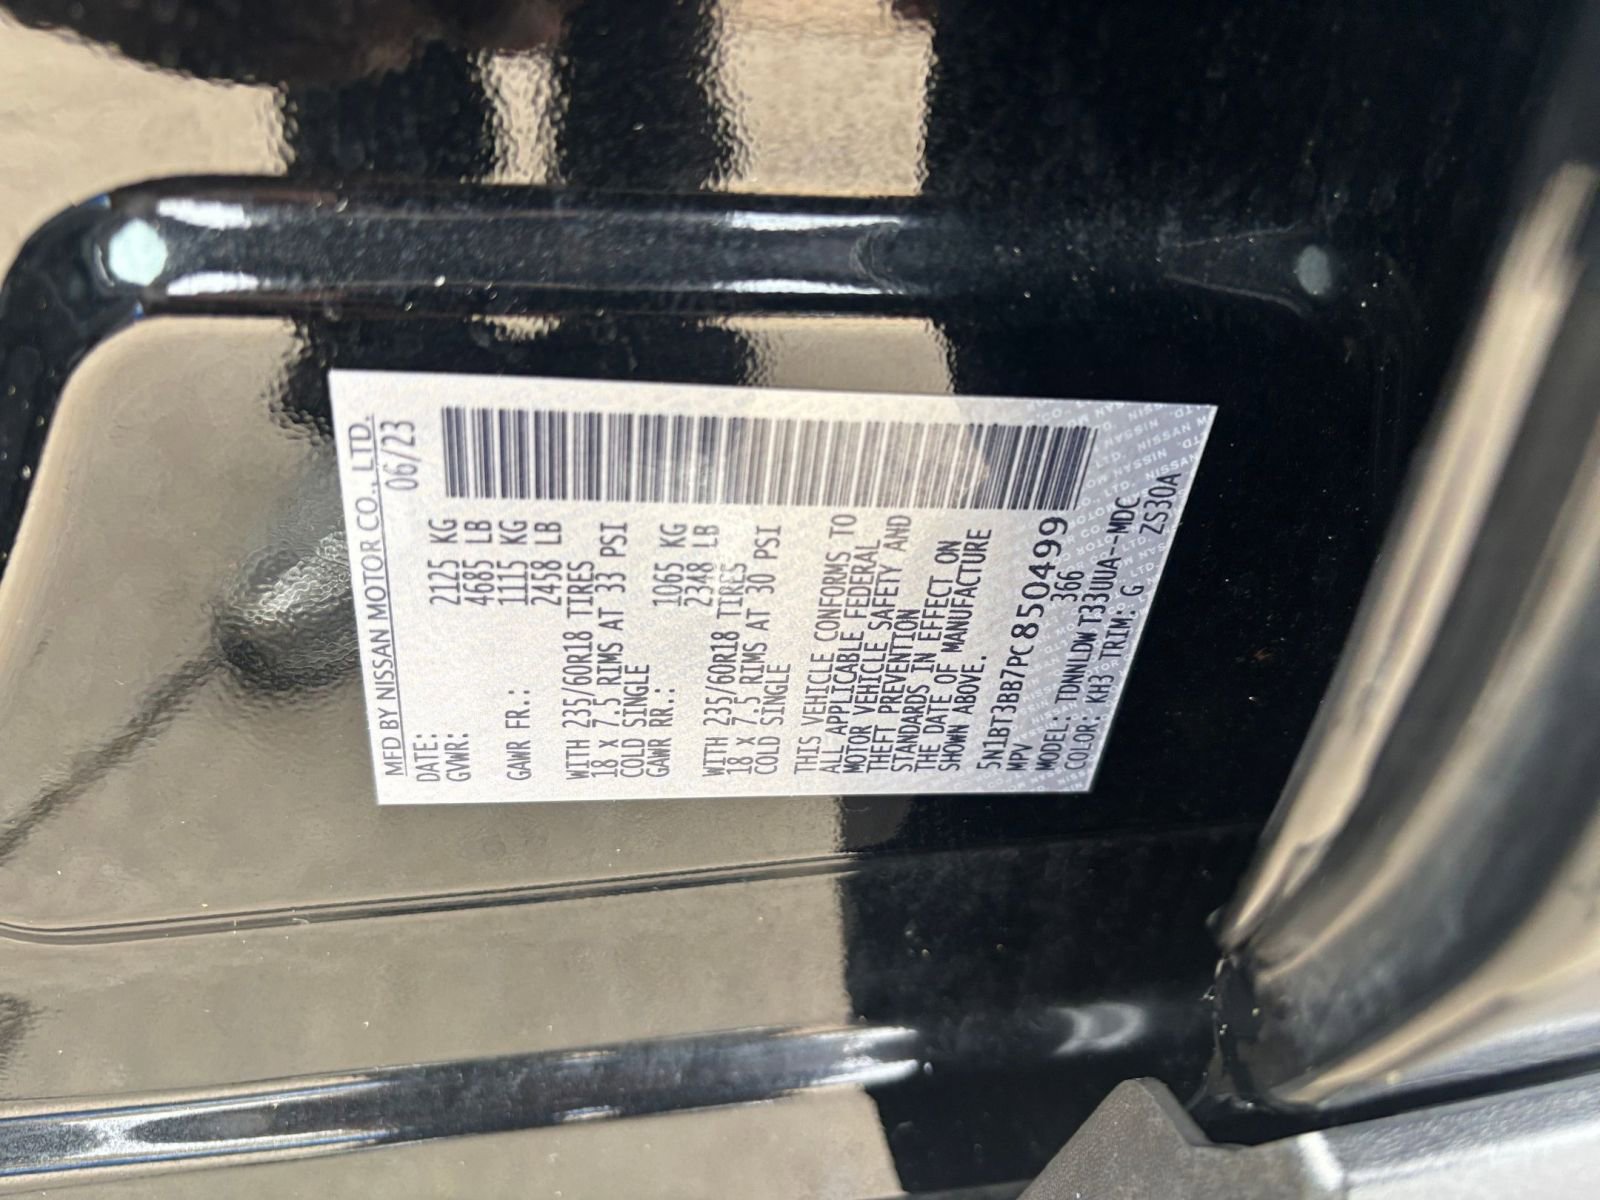 MFD BY NISSAN MOTOR CO., LTD.
DATE: 06/23
GVWR: 2125 KG
4685 LB
GAWR FR.: 1115 KG
2458 LB
WITH 235/60R18 TIRES
18 X 7.5 RIMS AT 33 PSI
COLD SINGLE
GAWR RR.: 1065 KG
2348 LB
WITH 235/60R18 TIRES
18 X 7.5 RIMS AT 30 PSI
COLD SINGLE
THIS VEHICLE CONFORMS TO
ALL APPLICABLE FEDERAL
MOTOR VEHICLE SAFETY AND
THEFT PREVENTION
STANDARDS IN EFFECT ON
THE DATE OF MANUFACTURE
SHOWN ABOVE.
5N1BT3BB7PC850499
MPV 366
MODEL: TDNNLDW T33UUA--MDC
COLOR: KH3 TRIM: G ZS30A